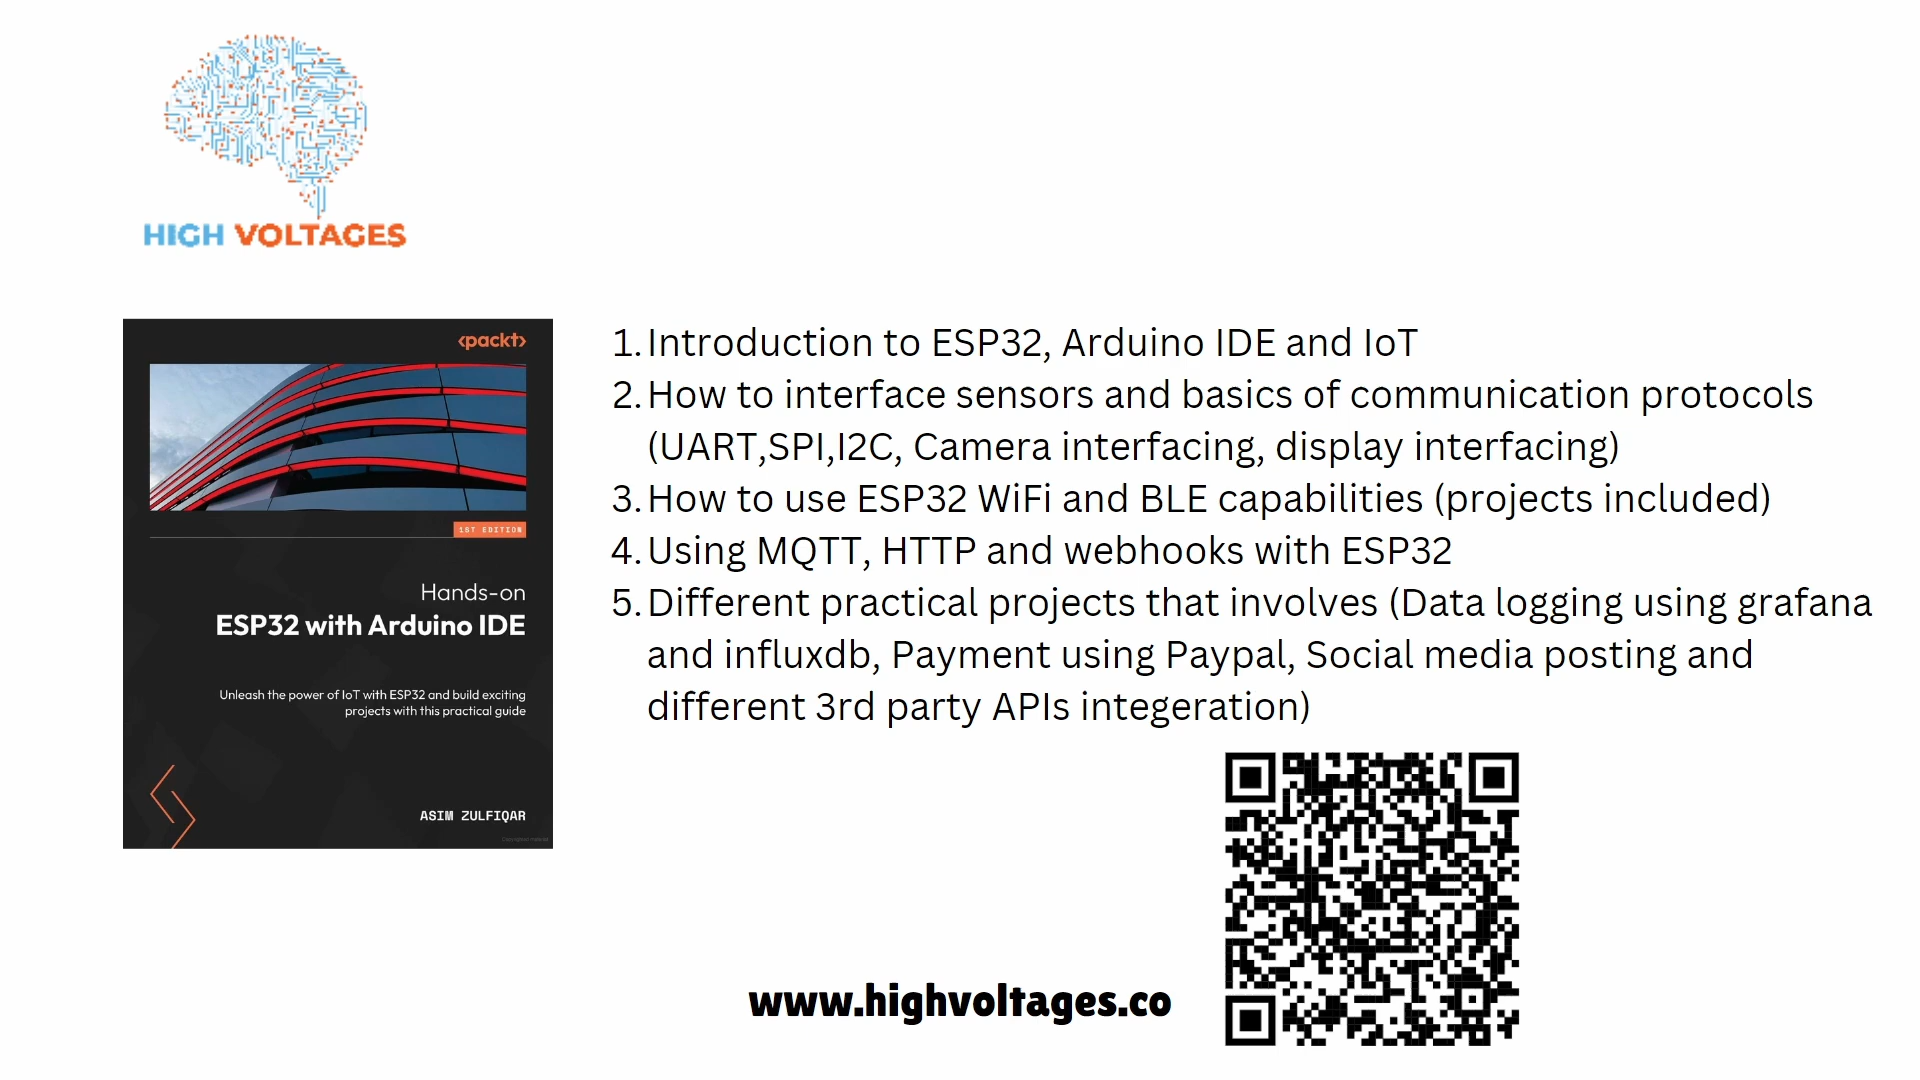 HIGH VOLTAGES
<packt>
1ST EDITION
Hands-on
ESP32 with Arduino IDE
Unleash the power of IoT with ESP32 and build exciting
projects with this practical guide
ASIM ZULFIQAR
1. Introduction to ESP32, Arduino IDE and IoT
2. How to interface sensors and basics of communication protocols
(UART,SPI,I2C, Camera interfacing, display interfacing)
3. How to use ESP32 WiFi and BLE capabilities (projects included)
4. Using MQTT, HTTP and webhooks with ESP32
5. Different practical projects that involves (Data logging using grafana
and influxdb, Payment using Paypal, Social media posting and
different 3rd party APIs integeration)
www.highvoltages.co